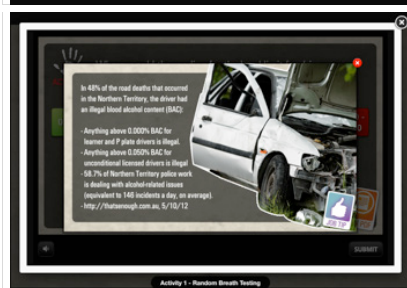 In 48% of the road deaths that occurred
in the Northern Territory, the driver had
an illegal blood alcohol content (BAC):
- Anything above 0.000% BAC for
learner and P plate drivers is illegal.
- Anything above 0.050% BAC for
unconditional licensed drivers is illegal
- 58.7% of Northern Territory police work
is dealing with alcohol-related issues
(equivalent to 146 incidents a day, on average).
- http://thatsenough.com.au, 5/10/12
JOB TIP
SUBMIT
Activity 1 - Random Breath Testing